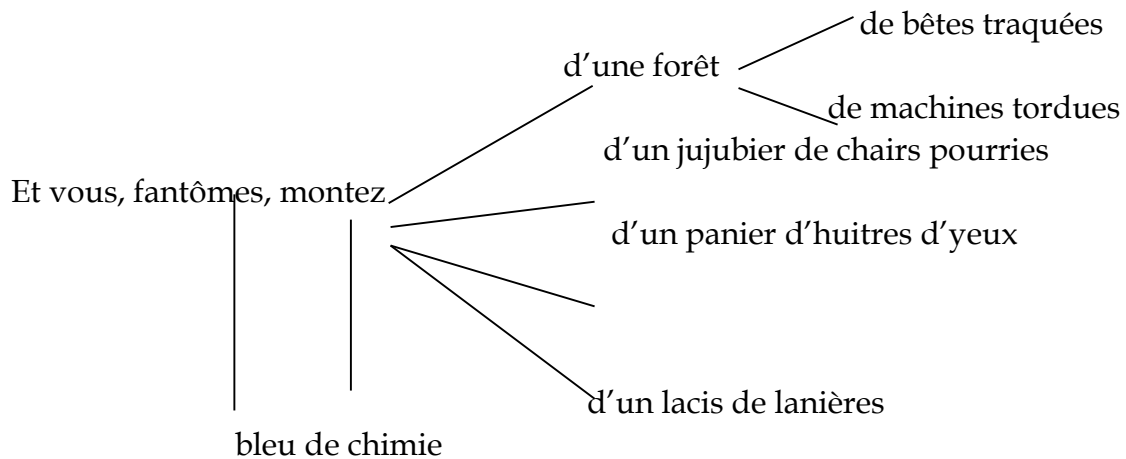 de bêtes traquées
d’une forêt
de machines tordues
d’un jujubier de chairs pourries
Et vous, fantômes, montez
d’un panier d’huitres d’yeux
d’un lacis de lanières
bleu de chimie